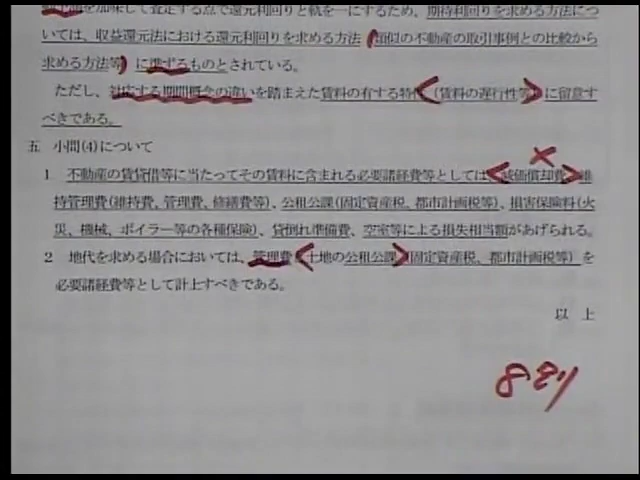 を加味して査定する点で還元利回りと軌を一にするため、期待利回りを求める方法につ
いては、収益還元法における還元利回りを求める方法(類似の不動産の取引事例との比較から
求める方法等)に準ずるものとされている。
ただし、対応する期間概念の違いを踏まえた賃料の有する特性(賃料の遅行性等)に留意す
べきである。
五 小問(4)について
1 不動産の賃貸借等に当たってその賃料に含まれる必要諸経費等としては、減価償却費、維
持管理費(維持費、管理費、修繕費等)、公租公課(固定資産税、都市計画税等)、損害保険料(火
災、機械、ボイラー等の各種保険)、貸倒れ準備費、空室等による損失相当額があげられる。
2 地代を求める場合においては、管理費、土地の公租公課(固定資産税、都市計画税等)を
必要諸経費等として計上すべきである。
以 上
8割